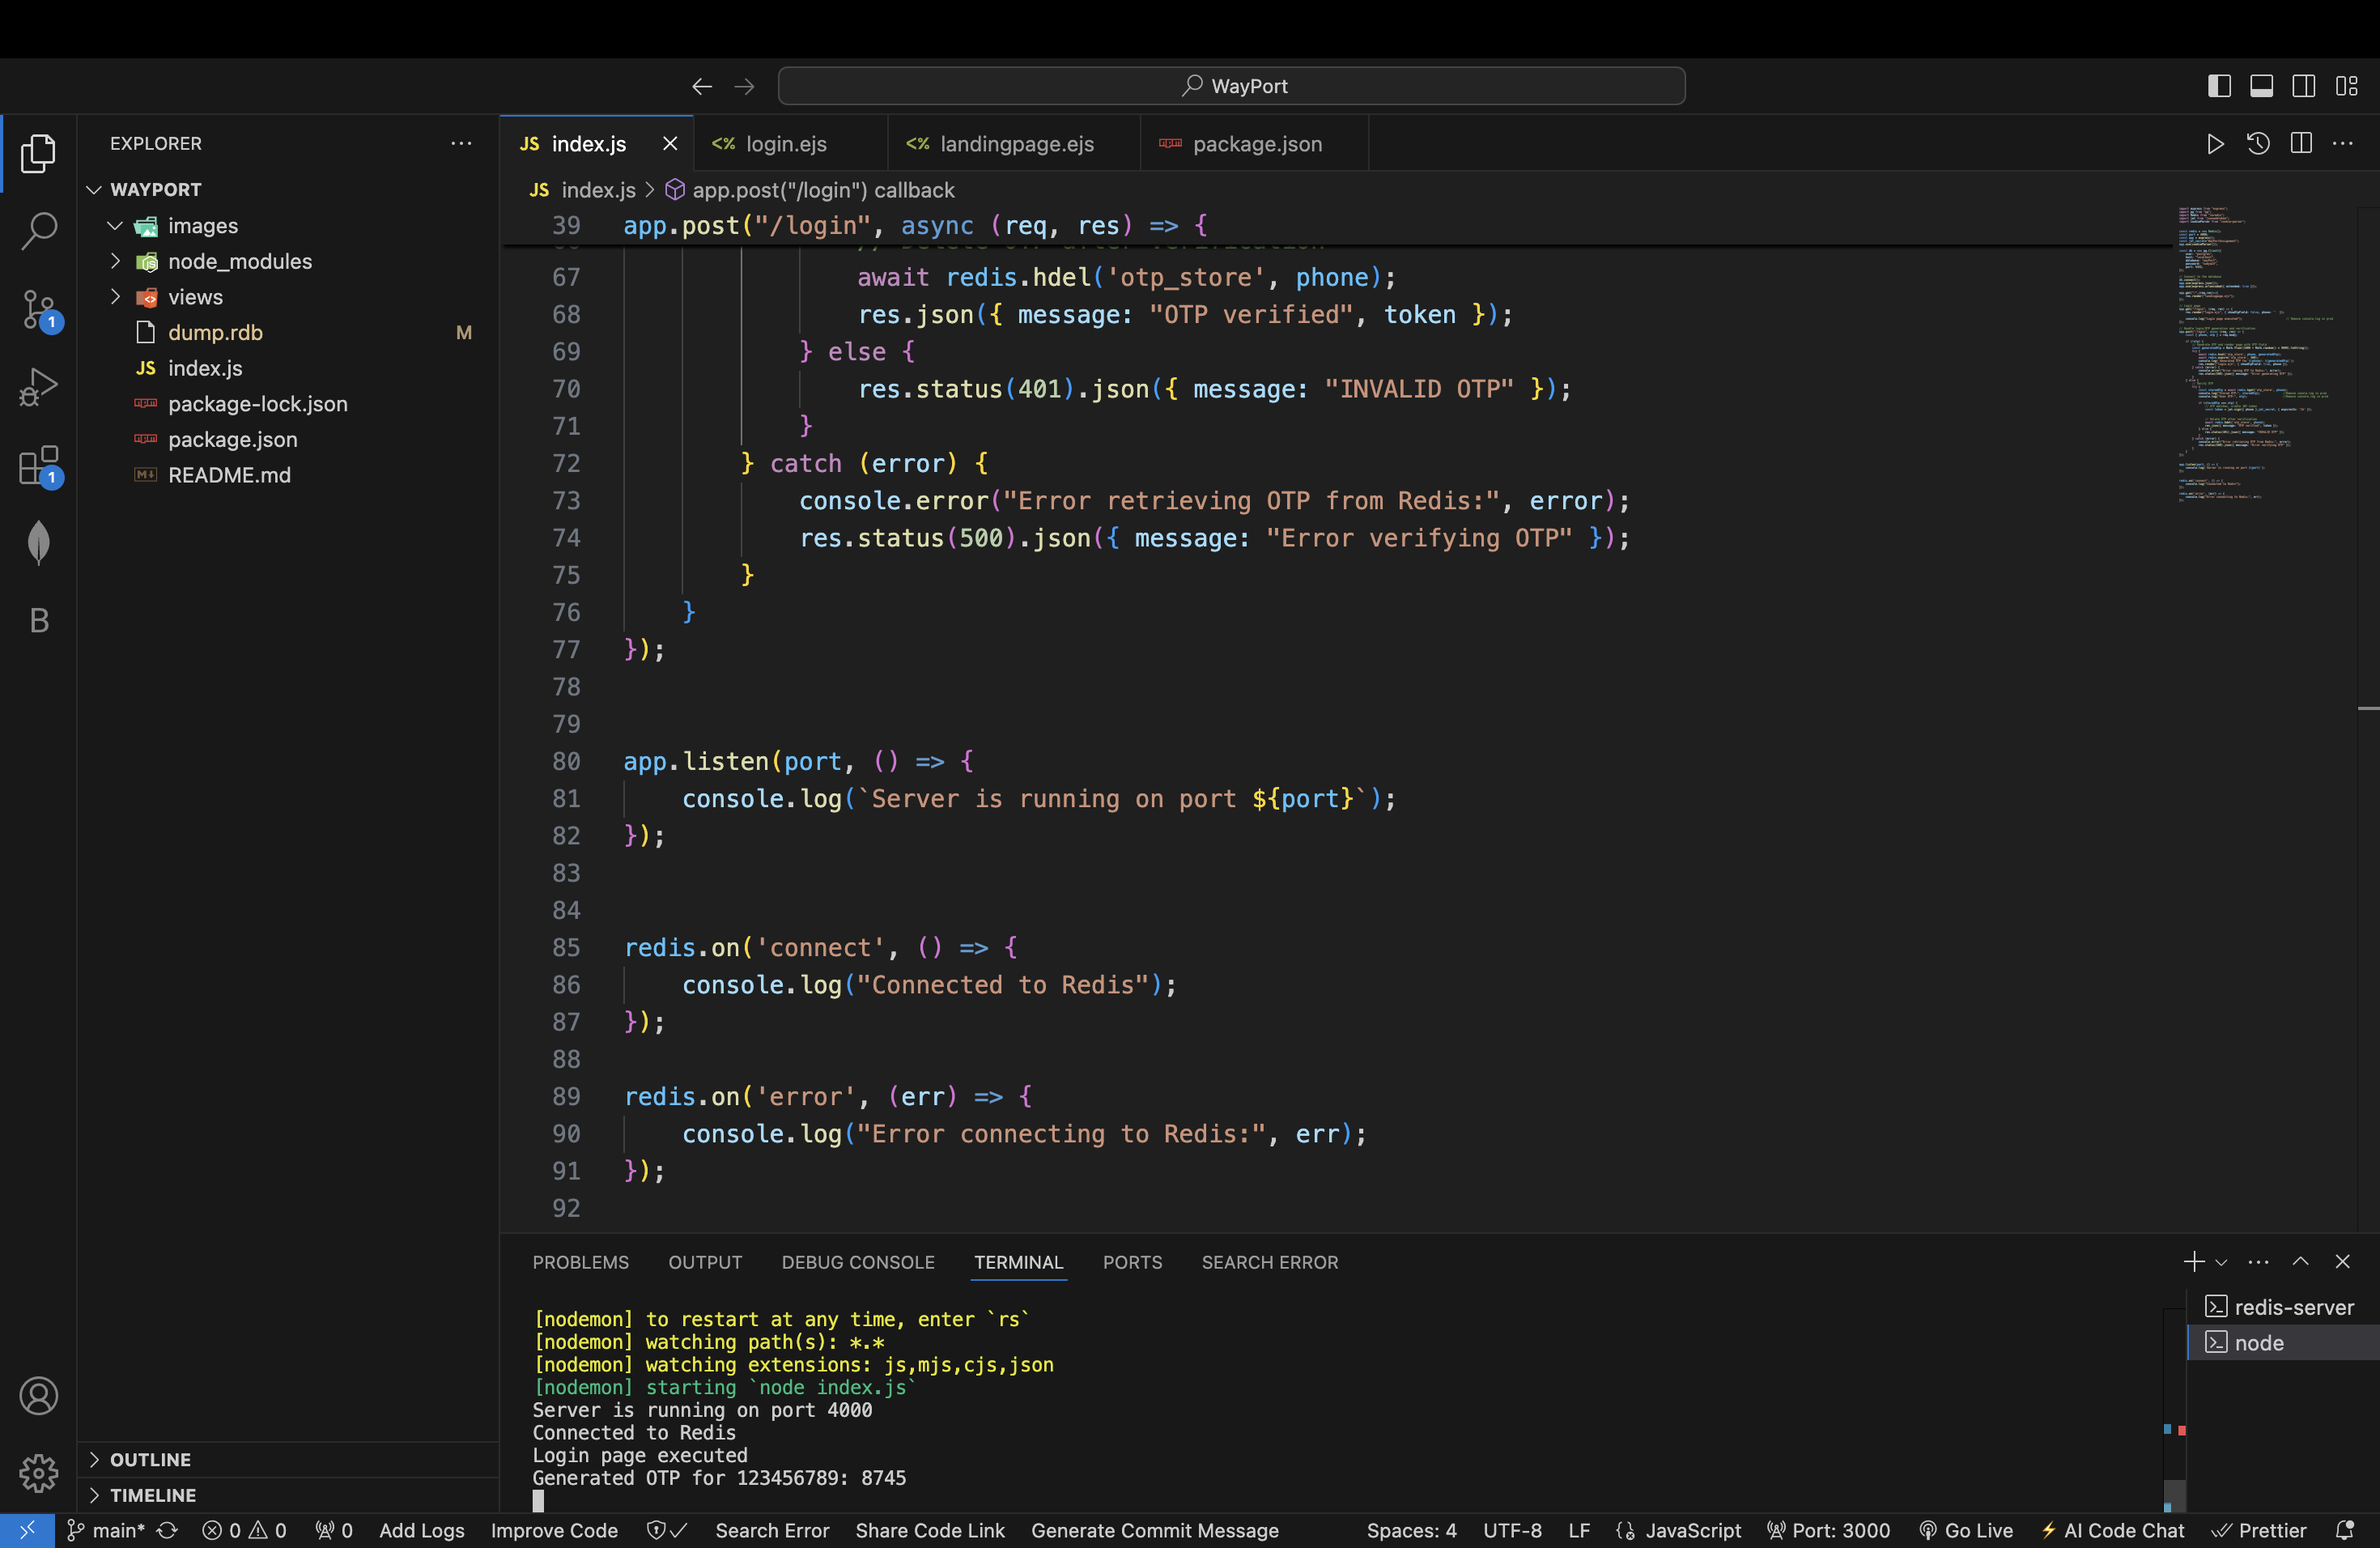 WayPort
EXPLORER
WAYPORT
images
node_modules
views
dump.rdb M
JS index.js
package-lock.json
package.json
README.md
OUTLINE
TIMELINE
1
1
B
JS index.js
<% login.ejs
<% landingpage.ejs
package.json
JS index.js > app.post("/login") callback
39 app.post("/login", async (req, res) => {
67 await redis.hdel('otp_store', phone);
68 res.json({ message: "OTP verified", token });
69 } else {
70 res.status(401).json({ message: "INVALID OTP" });
71 }
72 } catch (error) {
73 console.error("Error retrieving OTP from Redis:", error);
74 res.status(500).json({ message: "Error verifying OTP" });
75 }
76 }
77 });
78
79
80 app.listen(port, () => {
81 console.log(`Server is running on port ${port}`);
82 });
83
84
85 redis.on('connect', () => {
86 console.log("Connected to Redis");
87 });
88
89 redis.on('error', (err) => {
90 console.log("Error connecting to Redis:", err);
91 });
92
PROBLEMS OUTPUT DEBUG CONSOLE TERMINAL PORTS SEARCH ERROR
[nodemon] to restart at any time, enter `rs`
[nodemon] watching path(s): *.*
[nodemon] watching extensions: js,mjs,cjs,json
[nodemon] starting `node index.js`
Server is running on port 4000
Connected to Redis
Login page executed
Generated OTP for 123456789: 8745
redis-server
node
main* 0 0 0 Add Logs Improve Code Search Error Share Code Link Generate Commit Message Spaces: 4 UTF-8 LF JavaScript Port: 3000 Go Live AI Code Chat Prettier